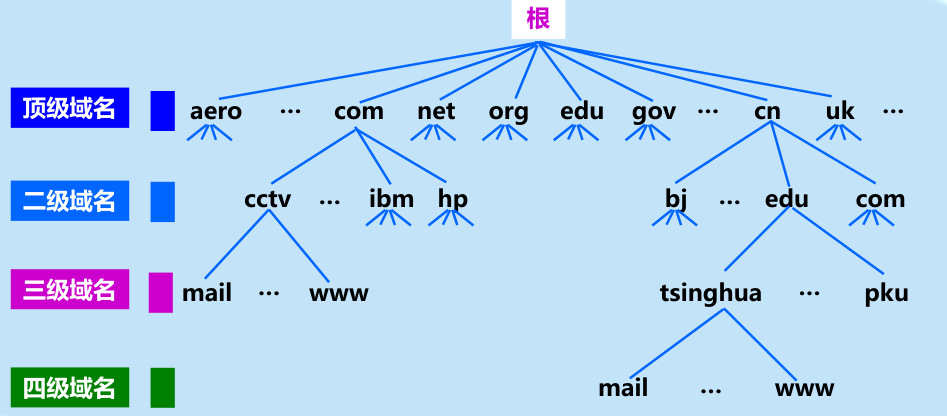 根
顶级域名 aero … com net org edu gov … cn uk …
二级域名 cctv … ibm hp bj … edu com
三级域名 mail … www tsinghua … pku
四级域名 mail … www